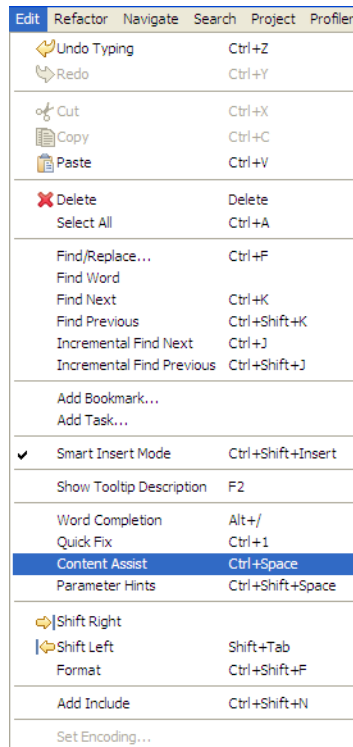 Edit Refactor Navigate Search Project Profiler
Undo Typing Ctrl+Z
Redo Ctrl+Y
Cut Ctrl+X
Copy Ctrl+C
Paste Ctrl+V
Delete Delete
Select All Ctrl+A
Find/Replace... Ctrl+F
Find Word
Find Next Ctrl+K
Find Previous Ctrl+Shift+K
Incremental Find Next Ctrl+J
Incremental Find Previous Ctrl+Shift+J
Add Bookmark...
Add Task...
Smart Insert Mode Ctrl+Shift+Insert
Show Tooltip Description F2
Word Completion Alt+/
Quick Fix Ctrl+1
Content Assist Ctrl+Space
Parameter Hints Ctrl+Shift+Space
Shift Right
Shift Left Shift+Tab
Format Ctrl+Shift+F
Add Include Ctrl+Shift+N
Set Encoding...